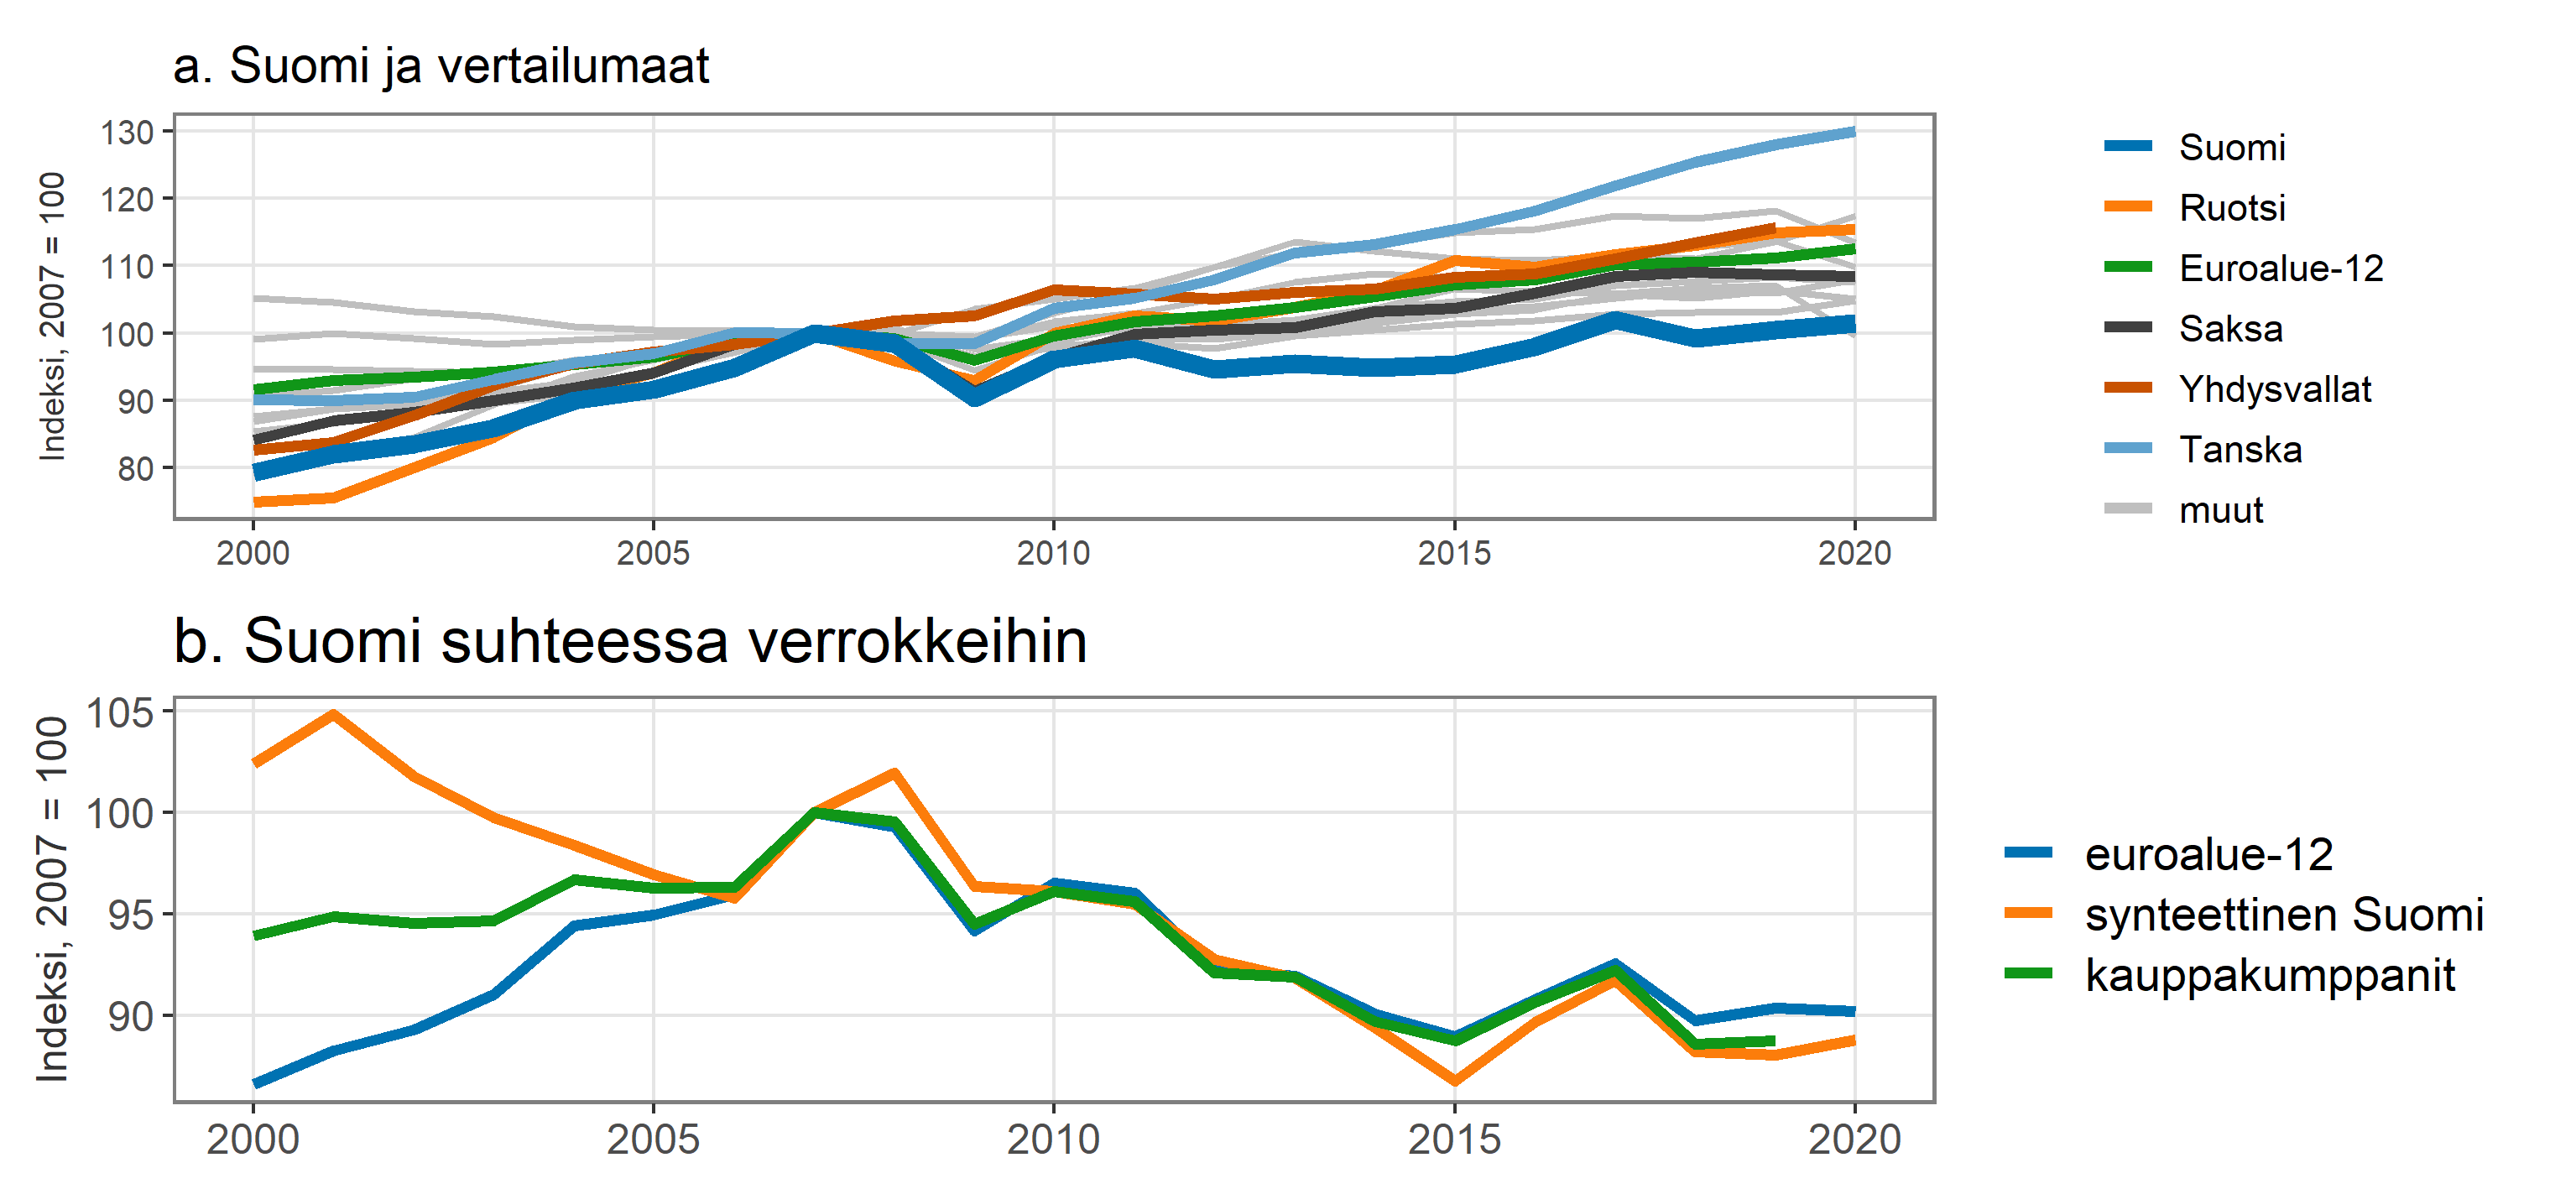 a. Suomi ja vertailumaat
Indeksi, 2007 = 100
130
120
110
100
90
80
2000
2005
2010
2015
2020
Suomi
Ruotsi
Euroalue-12
Saksa
Yhdysvallat
Tanska
muut
b. Suomi suhteessa verrokkeihin
Indeksi, 2007 = 100
105
100
95
90
2000
2005
2010
2015
2020
euroalue-12
synteettinen Suomi
kauppakumppanit